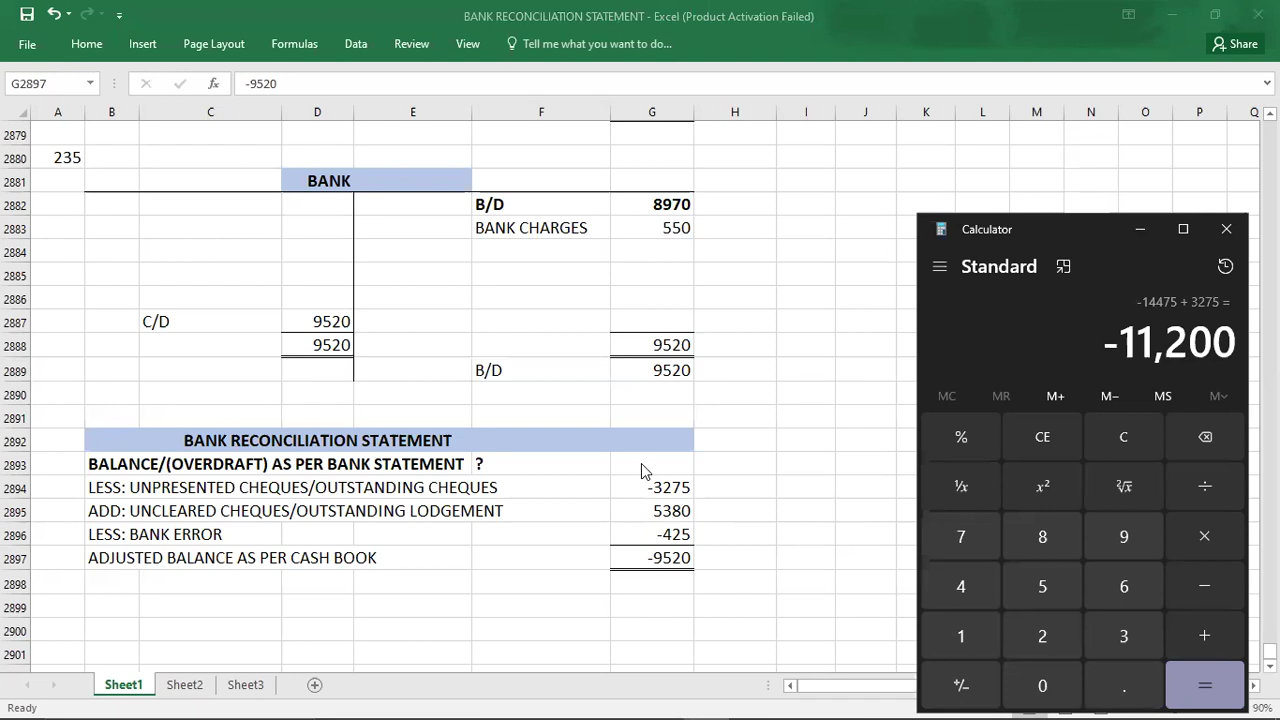 BANK RECONCILIATION STATEMENT - Excel (Product Activation Failed)
File Home Insert Page Layout Formulas Data Review View Tell me what you want to do... Share
G2897 fx -9520
A B C D E F G H I J K L M N O P Q
2879
2880 235
2881 BANK
2882 B/D 8970
2883 BANK CHARGES 550
2884
2885
2886
2887 C/D 9520
2888 9520 9520
2889 B/D 9520
2890
2891
2892 BANK RECONCILIATION STATEMENT
2893 BALANCE/(OVERDRAFT) AS PER BANK STATEMENT ?
2894 LESS: UNPRESENTED CHEQUES/OUTSTANDING CHEQUES -3275
2895 ADD: UNCLEARED CHEQUES/OUTSTANDING LODGEMENT 5380
2896 LESS: BANK ERROR -425
2897 ADJUSTED BALANCE AS PER CASH BOOK -9520
2898
2899
2900
2901
Sheet1 Sheet2 Sheet3
Ready 90%
Calculator
Standard
-14475 + 3275 =
-11,200
MC MR M+ M− MS M˅
% CE C
¹/x x² ²√x ÷
7 8 9 ×
4 5 6 −
1 2 3 +
+/− 0 . =